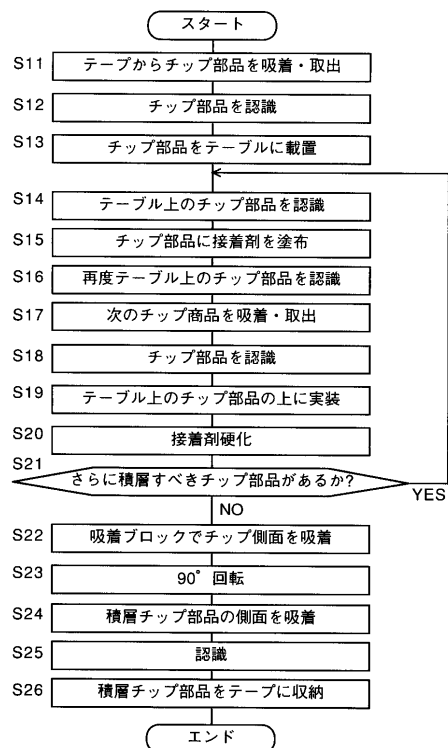 スタート
S11 テープからチップ部品を吸着・取出
S12 チップ部品を認識
S13 チップ部品をテーブルに載置
S14 テーブル上のチップ部品を認識
S15 チップ部品に接着剤を塗布
S16 再度テーブル上のチップ部品を認識
S17 次のチップ商品を吸着・取出
S18 チップ部品を認識
S19 テーブル上のチップ部品の上に実装
S20 接着剤硬化
S21 さらに積層すべきチップ部品があるか?
YES
NO
S22 吸着ブロックでチップ側面を吸着
S23 90° 回転
S24 積層チップ部品の側面を吸着
S25 認識
S26 積層チップ部品をテープに収納
エンド